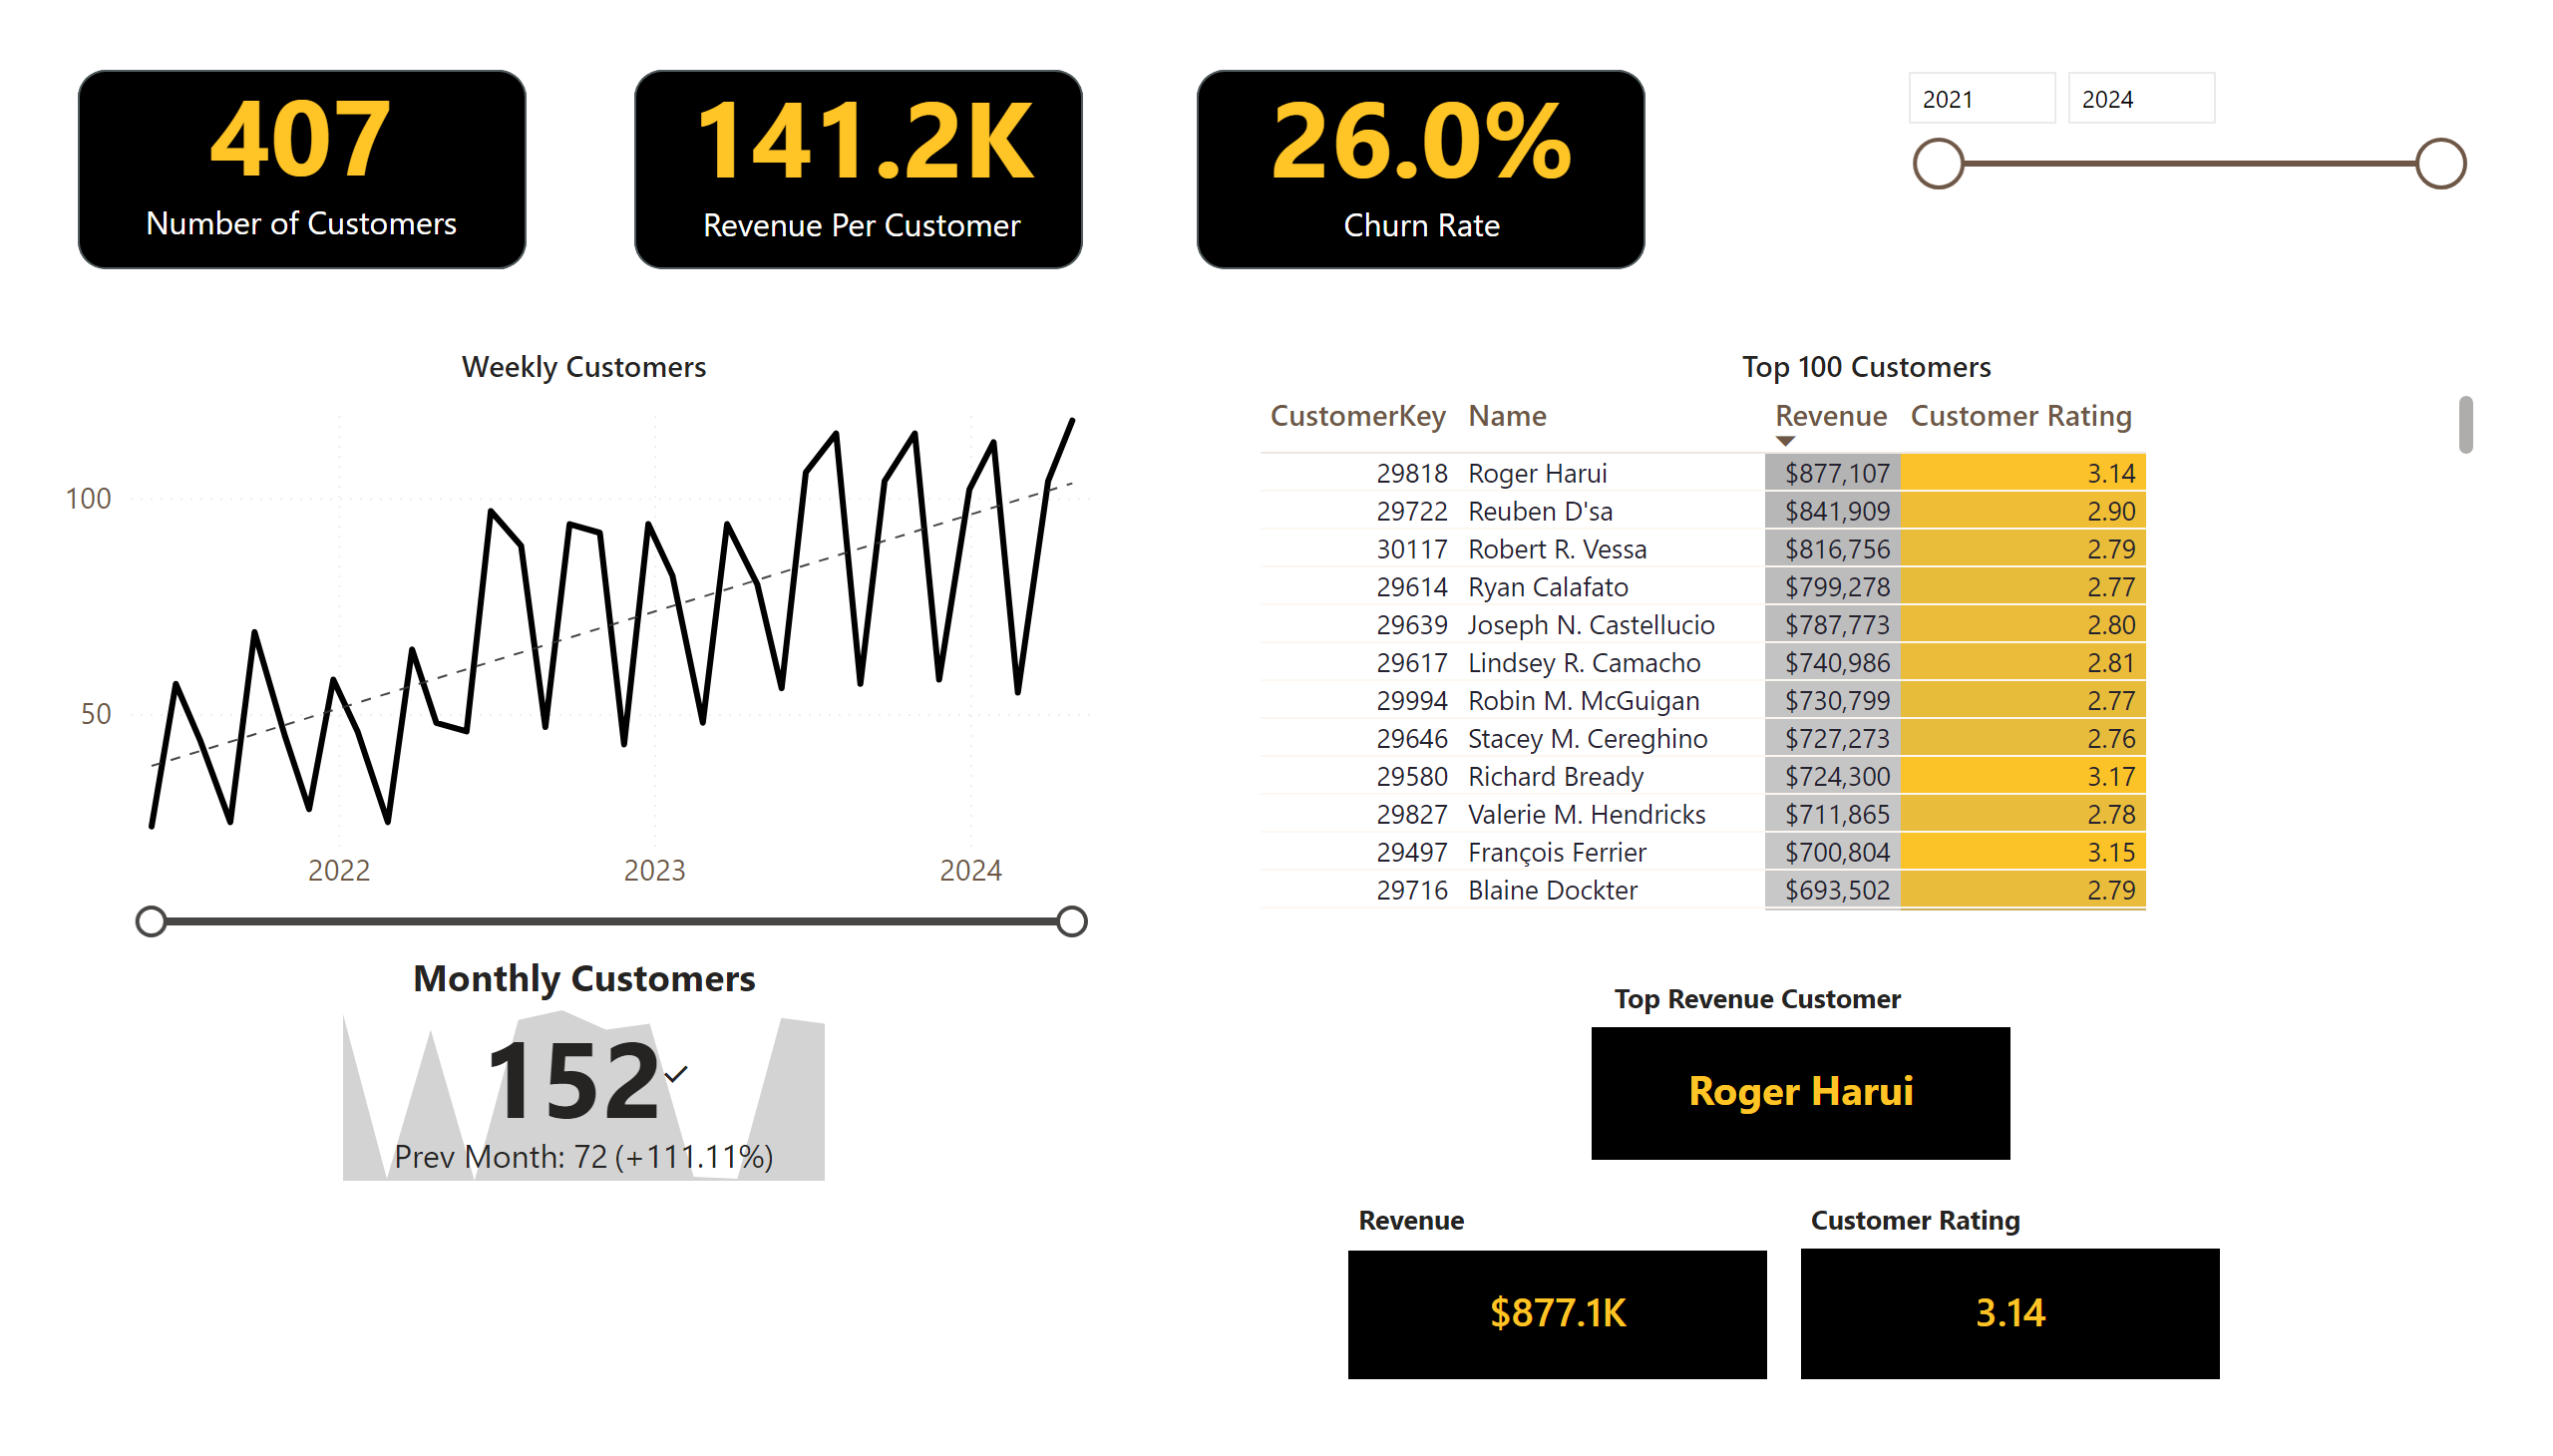 407
Number of Customers
141.2K
Revenue Per Customer
26.0%
Churn Rate
2021 2024
Weekly Customers
100
50
2022 2023 2024
Monthly Customers
152
Prev Month: 72 (+111.11%)
Top 100 Customers
CustomerKey Name Revenue Customer Rating
29818 Roger Harui $877,107 3.14
29722 Reuben D'sa $841,909 2.90
30117 Robert R. Vessa $816,756 2.79
29614 Ryan Calafato $799,278 2.77
29639 Joseph N. Castellucio $787,773 2.80
29617 Lindsey R. Camacho $740,986 2.81
29994 Robin M. McGuigan $730,799 2.77
29646 Stacey M. Cereghino $727,273 2.76
29580 Richard Bready $724,300 3.17
29827 Valerie M. Hendricks $711,865 2.78
29497 François Ferrier $700,804 3.15
29716 Blaine Dockter $693,502 2.79
Top Revenue Customer
Roger Harui
Revenue
$877.1K
Customer Rating
3.14